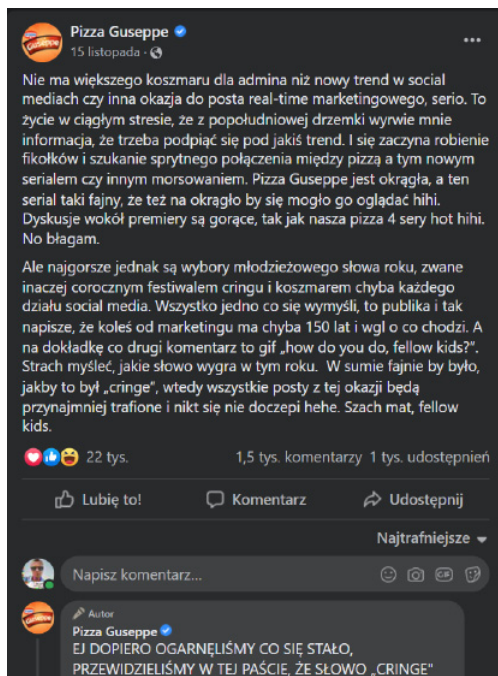 Pizza Guseppe
15 listopada ·
Nie ma większego koszmaru dla admina niż nowy trend w social
mediach czy inna okazja do posta real-time marketingowego, serio. To
życie w ciągłym stresie, że z popołudniowej drzemki wyrwie mnie
informacja, że trzeba podpiąć się pod jakiś trend. I się zaczyna robienie
fikołków i szukanie sprytnego połączenia między pizzą a tym nowym
serialem czy innym morsowaniem. Pizza Guseppe jest okrągła, a ten
serial taki fajny, że też na okrągło by się mogło go oglądać hihi.
Dyskusje wokół premiery są gorące, tak jak nasza pizza 4 sery hot hihi.
No błagam.
Ale najgorsze jednak są wybory młodzieżowego słowa roku, zwane
inaczej corocznym festiwalem cringu i koszmarem chyba każdego
działu social media. Wszystko jedno co się wymyśli, to publika i tak
napisze, że koleś od marketingu ma chyba 150 lat i wgl o co chodzi. A
na dokładkę co drugi komentarz to gif „how do you do, fellow kids?”.
Strach myśleć, jakie słowo wygra w tym roku. W sumie fajnie by było,
jakby to był „cringe”, wtedy wszystkie posty z tej okazji będą
przynajmniej trafione i nikt się nie doczepi hehe. Szach mat, fellow
kids.
22 tys. 1,5 tys. komentarzy 1 tys. udostępnień
Lubię to! Komentarz Udostępnij
Najtrafniejsze
Napisz komentarz...
GIF
Autor
Pizza Guseppe
EJ DOPIERO OGARNĘLIŚMY CO SIĘ STAŁO,
PRZEWIDZIELIŚMY W TEJ PAŚCIE, ŻE SŁOWO „CRINGE”